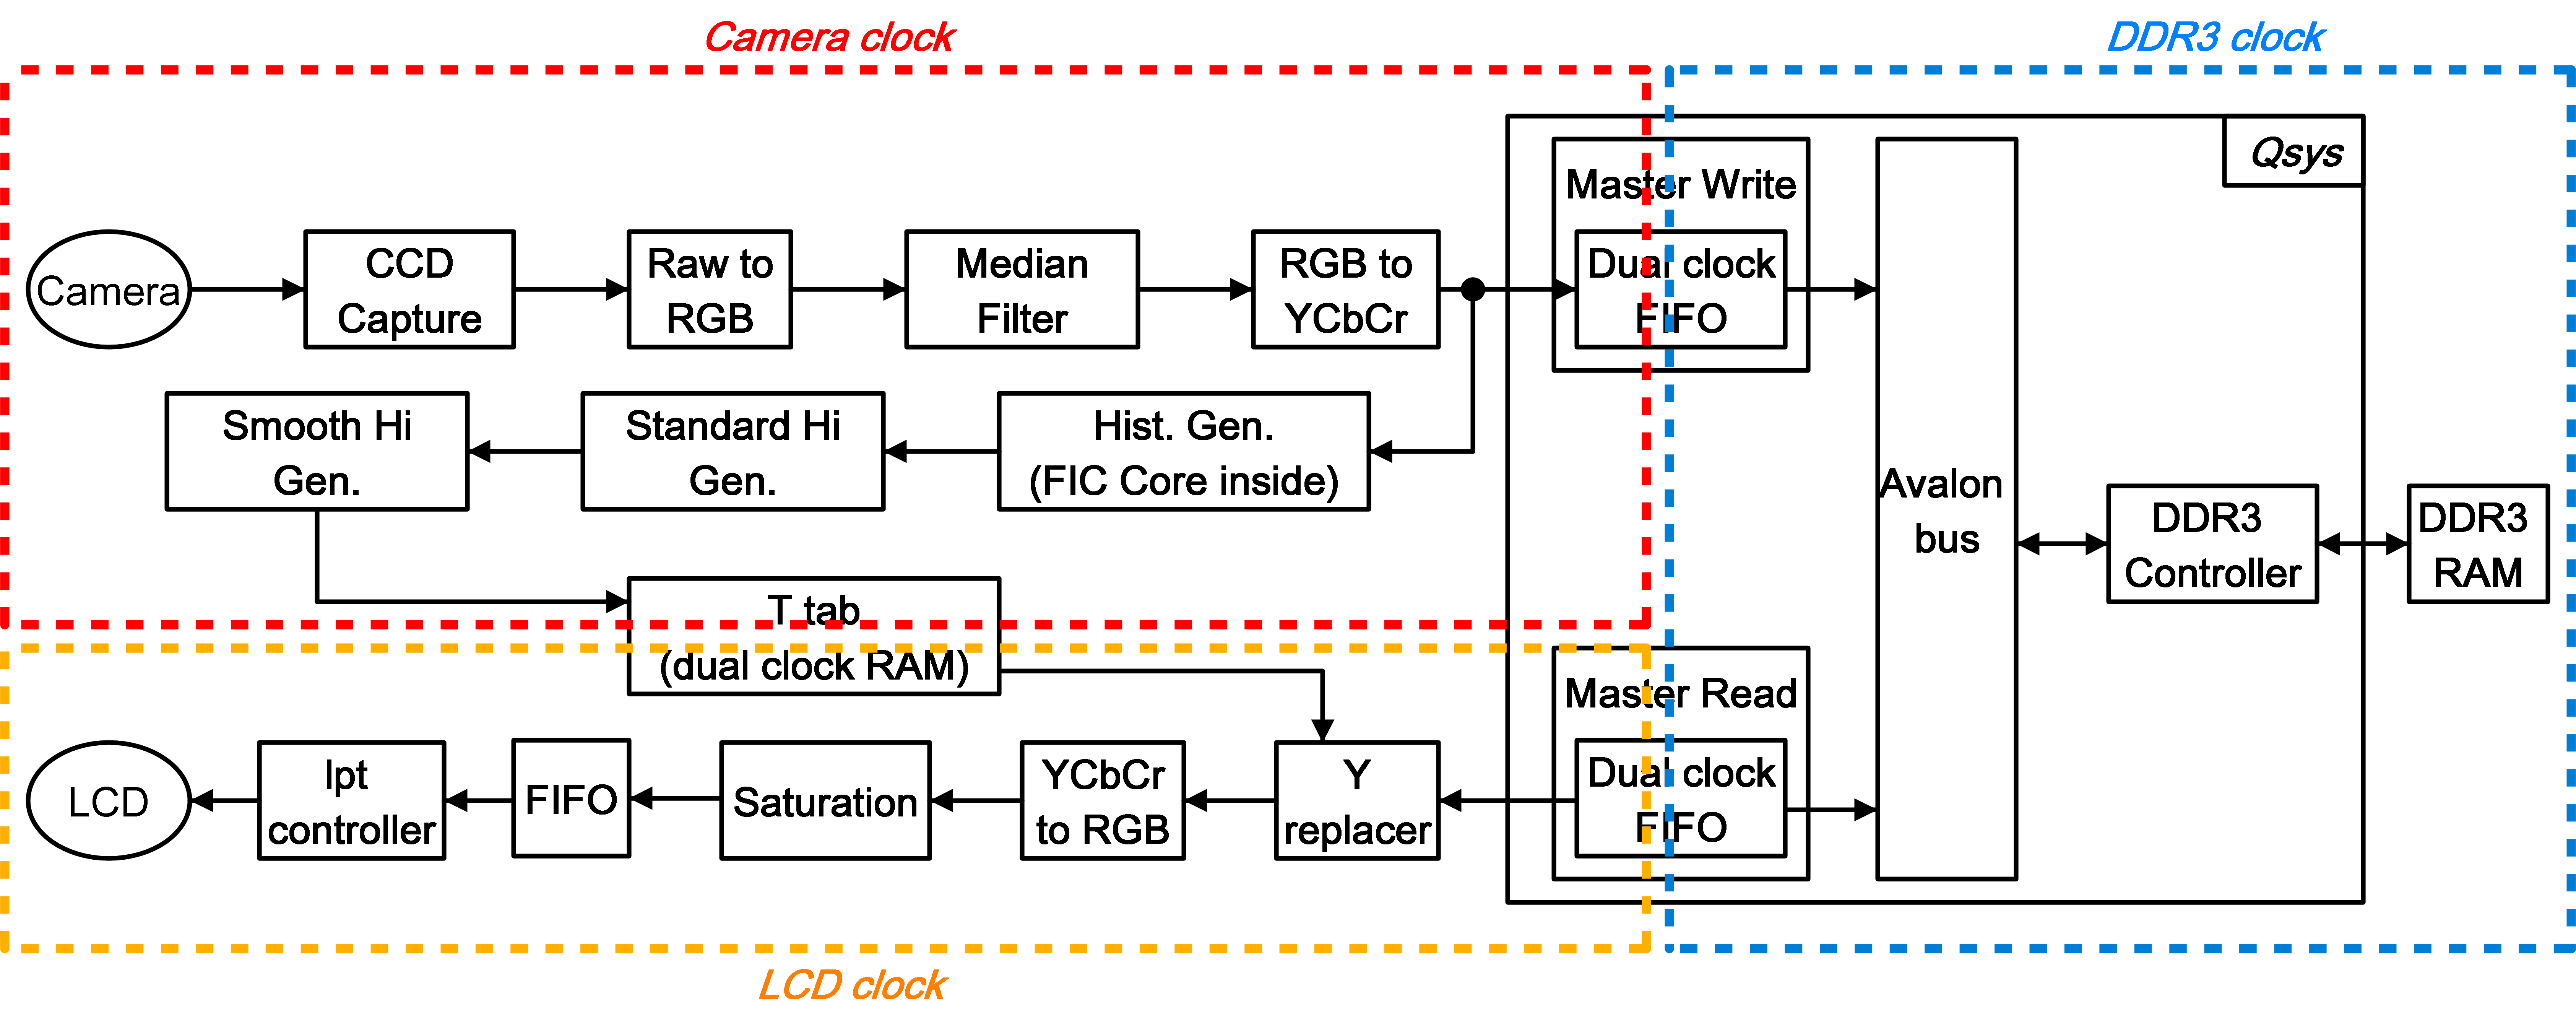 Camera clock
DDR3 clock
Qsys
Master Write
Camera
CCD
Capture
Raw to
RGB
Median
Filter
RGB to
YCbCr
Dual clock
FIFO
Smooth Hi
Gen.
Standard Hi
Gen.
Hist. Gen.
(FIC Core inside)
Avalon
bus
DDR3
Controller
DDR3
RAM
T tab
(dual clock RAM)
Master Read
LCD
Ipt
controller
FIFO
Saturation
YCbCr
to RGB
Y
replacer
Dual clock
FIFO
LCD clock